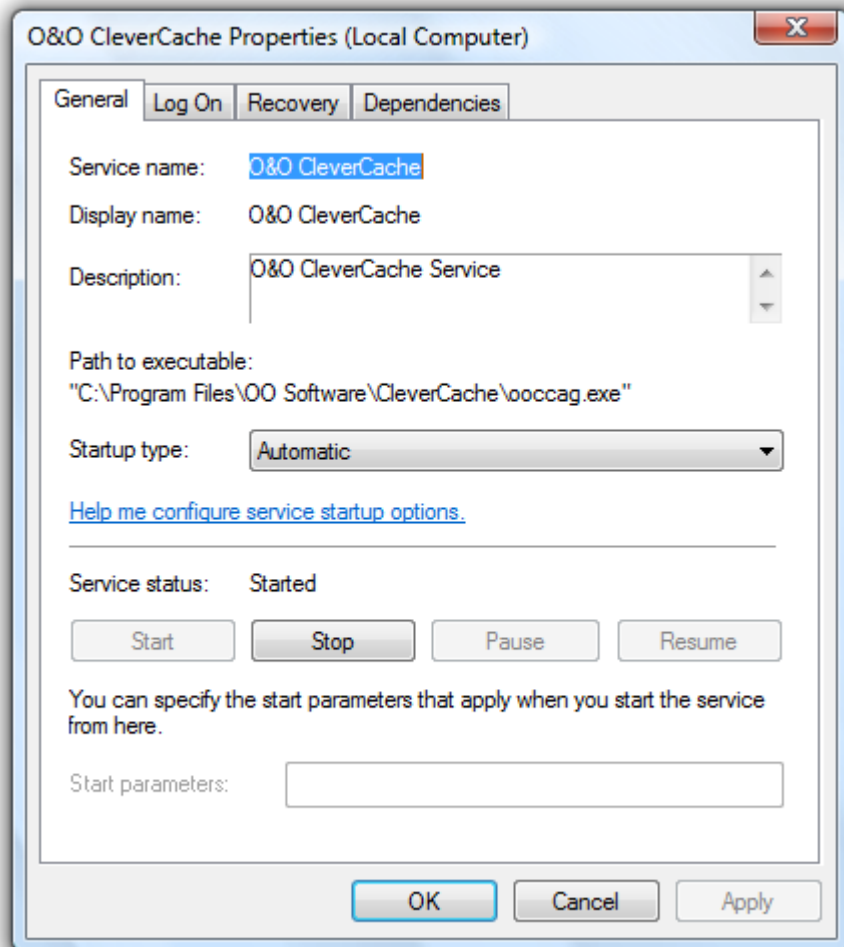 O&O CleverCache Properties (Local Computer)
General Log On Recovery Dependencies
Service name: O&O CleverCache
Display name: O&O CleverCache
Description: O&O CleverCache Service
Path to executable:
"C:\Program Files\OO Software\CleverCache\ooccag.exe"
Startup type: Automatic
Help me configure service startup options.
Service status: Started
Start Stop Pause Resume
You can specify the start parameters that apply when you start the service
from here.
Start parameters:
OK Cancel Apply